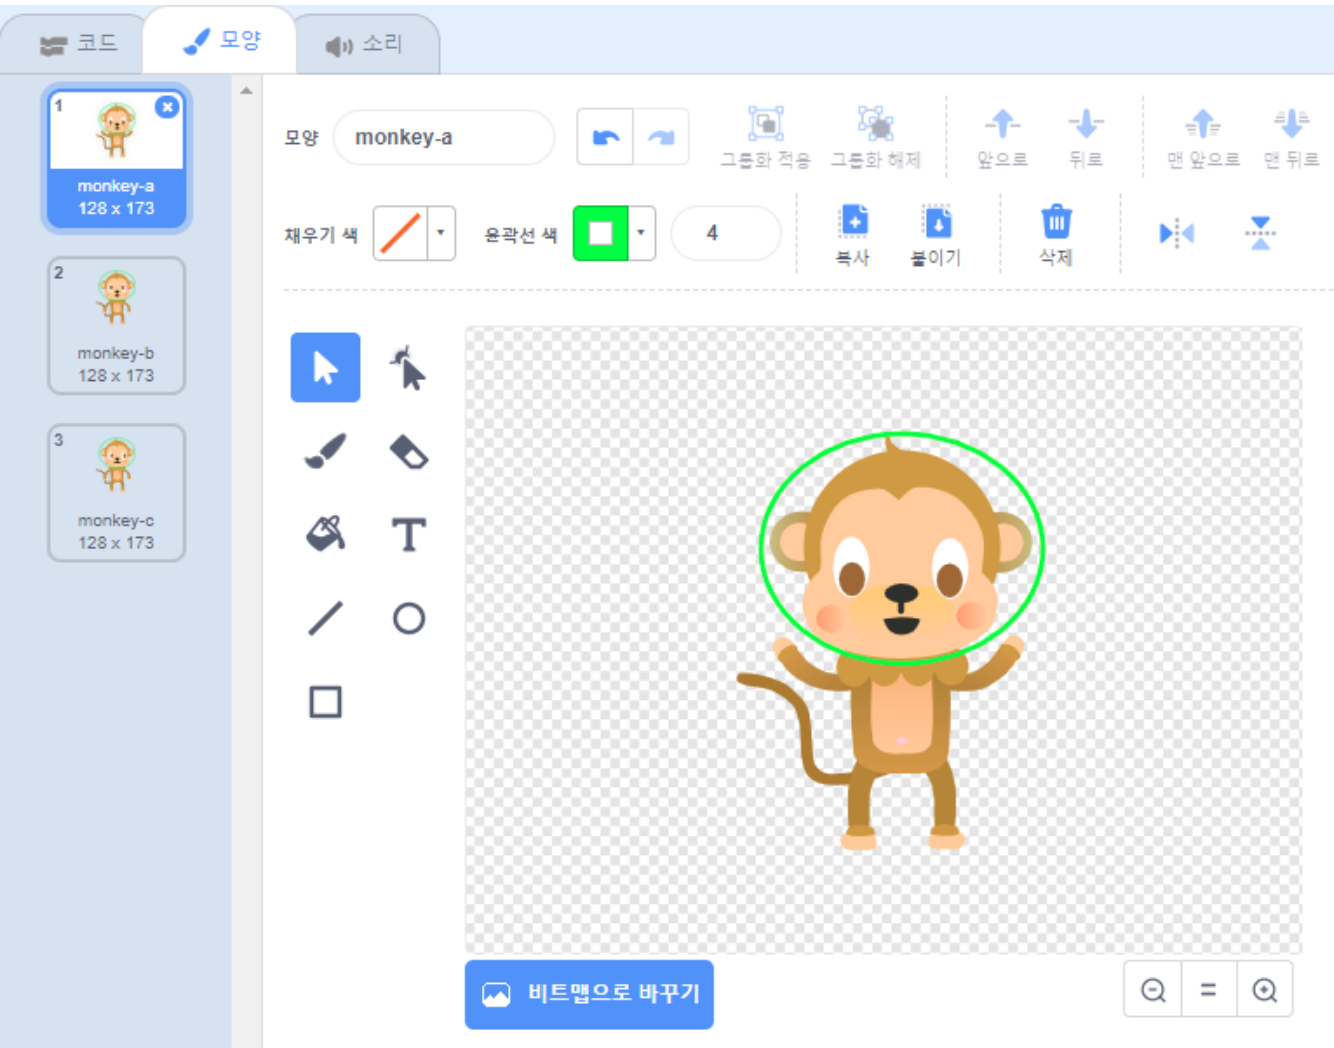 코드
모양
소리
1
monkey-a
128 x 173
2
monkey-b
128 x 173
3
monkey-c
128 x 173
모양
monkey-a
그룹화 적용
그룹화 해제
앞으로
뒤로
맨 앞으로
맨 뒤로
채우기 색
윤곽선 색
4
복사
붙이기
삭제
T
비트맵으로 바꾸기